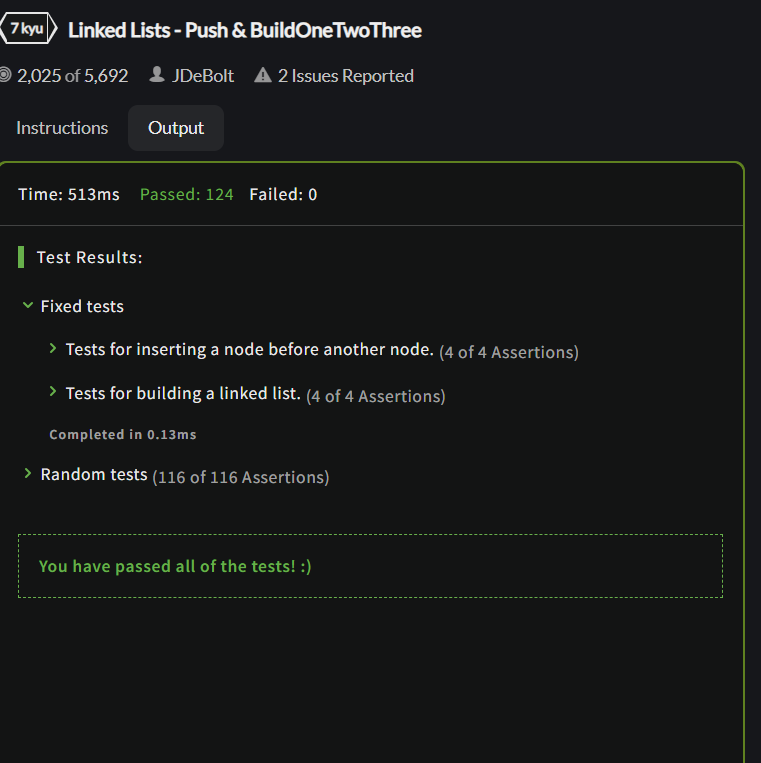 7 kyu Linked Lists - Push & BuildOneTwoThree
2,025 of 5,692 JDeBolt 2 Issues Reported
Instructions Output
Time: 513ms Passed: 124 Failed: 0
Test Results:
Fixed tests
Tests for inserting a node before another node. (4 of 4 Assertions)
Tests for building a linked list. (4 of 4 Assertions)
Completed in 0.13ms
Random tests (116 of 116 Assertions)
You have passed all of the tests! :)